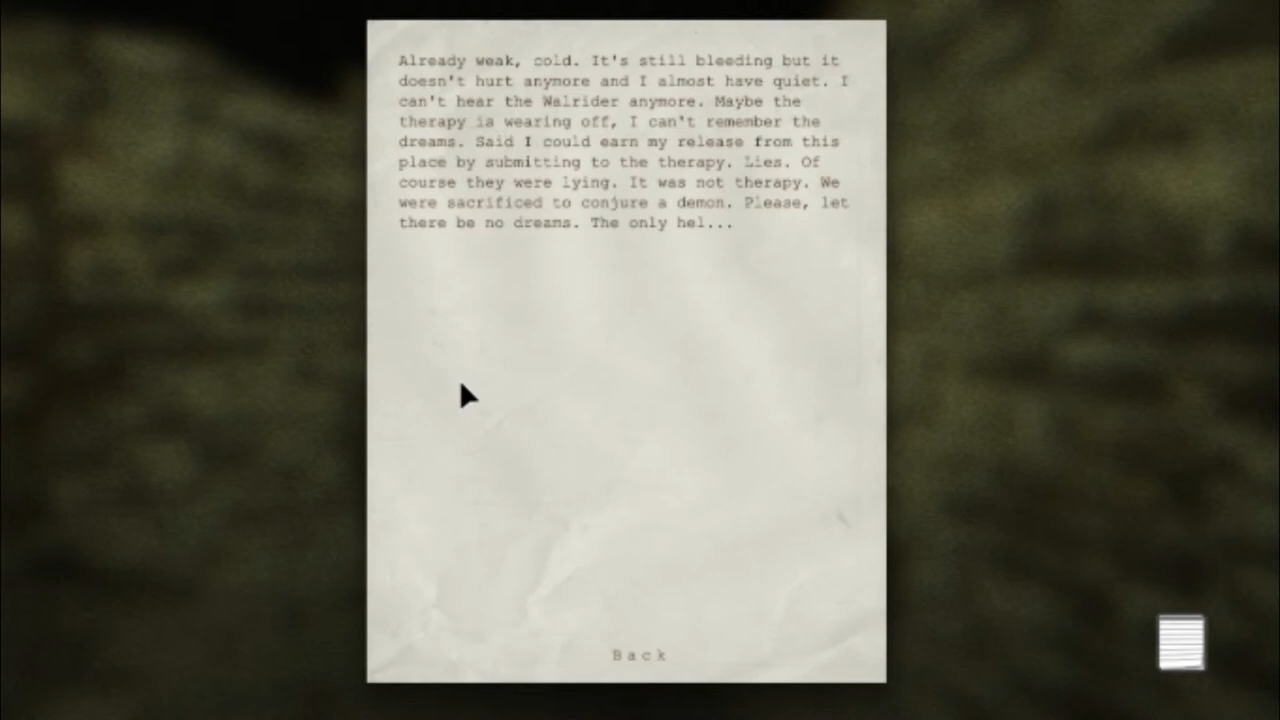 Already weak, cold. It's still bleeding but it
doesn't hurt anymore and I almost have quiet. I
can't hear the Walrider anymore. Maybe the
therapy is wearing off, I can't remember the
dreams. Said I could earn my release from this
place by submitting to the therapy. Lies. Of
course they were lying. It was not therapy. We
were sacrificed to conjure a demon. Please, let
there be no dreams. The only hel...
Back